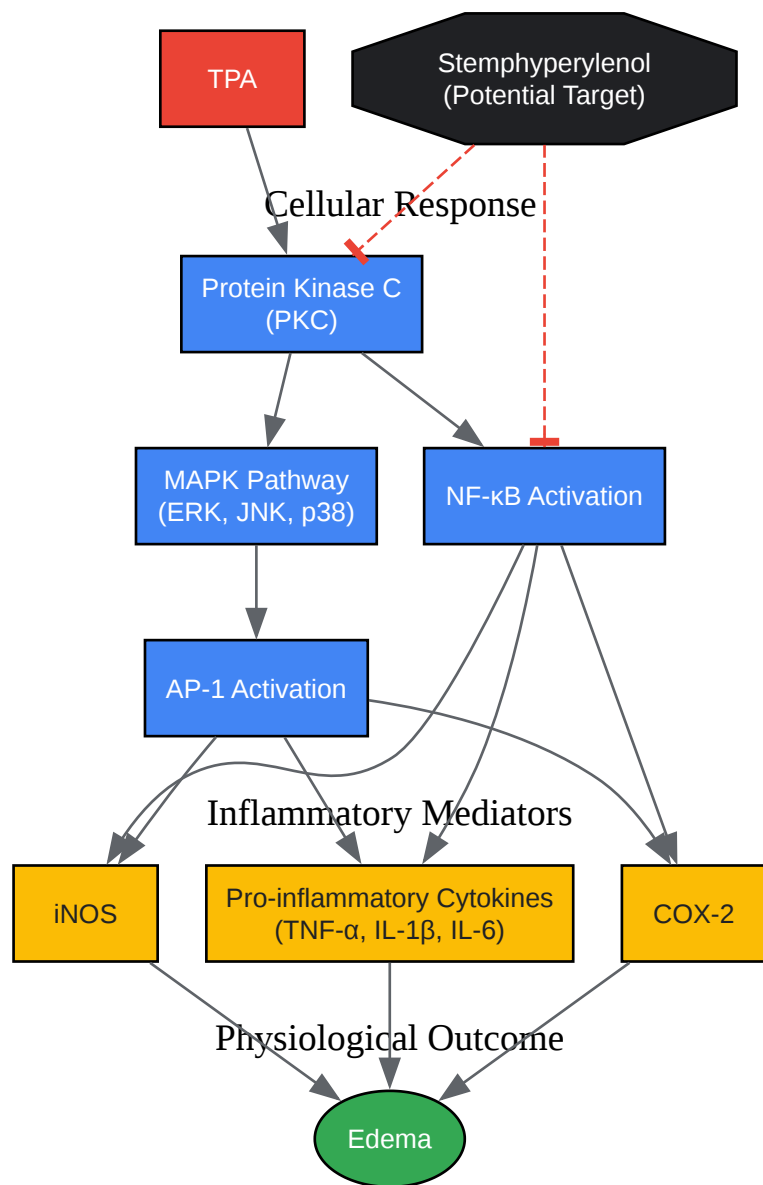 TPA
Stemphyperylenol
(Potential Target)
Cellular Response
Protein Kinase C
(PKC)
MAPK Pathway
(ERK, JNK, p38)
NF-κB Activation
AP-1 Activation
Inflammatory Mediators
iNOS
Pro-inflammatory Cytokines
(TNF-α, IL-1β, IL-6)
COX-2
Physiological Outcome
Edema